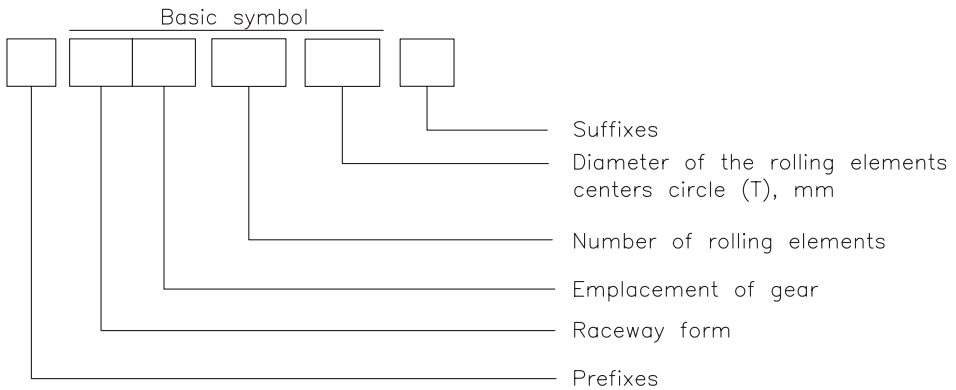 Basic symbol
Suffixes
Diameter of the rolling elements
centers circle (T), mm
Number of rolling elements
Emplacement of gear
Raceway form
Prefixes